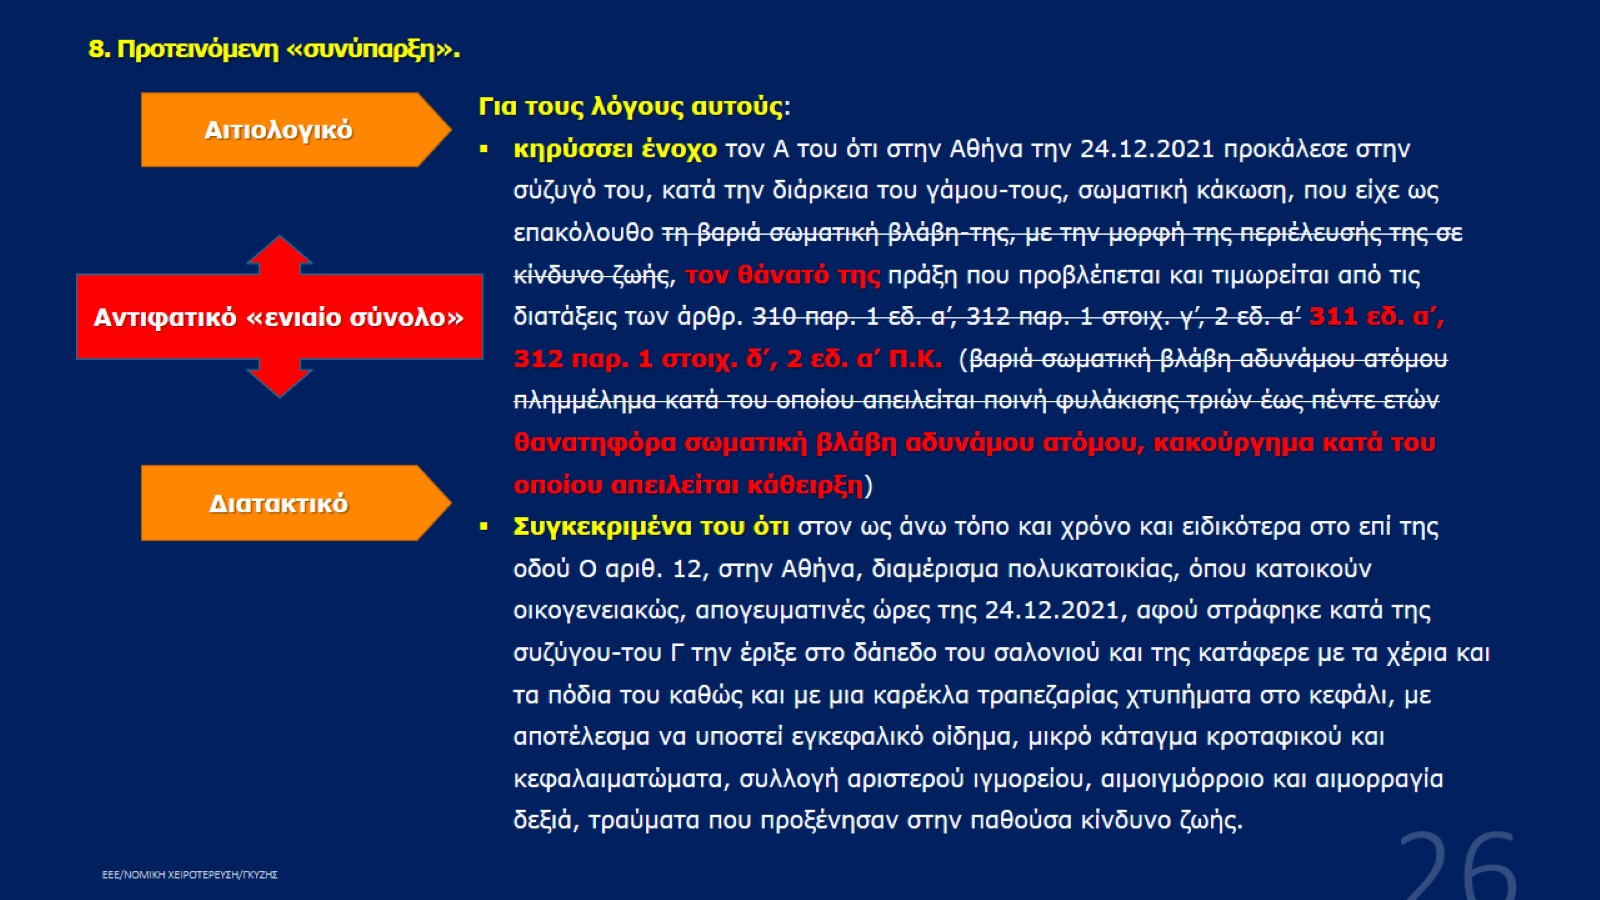 8. Προτεινόμενη «συνύπαρξη».
Αιτιολογικό
Αντιφατικό «ενιαίο σύνολο»
Διατακτικό
Για τους λόγους αυτούς:
▪ κηρύσσει ένοχο τον Α του ότι στην Αθήνα την 24.12.2021 προκάλεσε στην
σύζυγό του, κατά την διάρκεια του γάμου-τους, σωματική κάκωση, που είχε ως
επακόλουθο τη βαριά σωματική βλάβη-της, με την μορφή της περιέλευσής της σε
κίνδυνο ζωής, τον θάνατό της πράξη που προβλέπεται και τιμωρείται από τις
διατάξεις των άρθρ. 310 παρ. 1 εδ. α’, 312 παρ. 1 στοιχ. γ’, 2 εδ. α’ 311 εδ. α’,
312 παρ. 1 στοιχ. δ’, 2 εδ. α’ Π.Κ. (βαριά σωματική βλάβη αδυνάμου ατόμου
πλημμέλημα κατά του οποίου απειλείται ποινή φυλάκισης τριών έως πέντε ετών
θανατηφόρα σωματική βλάβη αδυνάμου ατόμου, κακούργημα κατά του
οποίου απειλείται κάθειρξη)
▪ Συγκεκριμένα του ότι στον ως άνω τόπο και χρόνο και ειδικότερα στο επί της
οδού Ο αριθ. 12, στην Αθήνα, διαμέρισμα πολυκατοικίας, όπου κατοικούν
οικογενειακώς, απογευματινές ώρες της 24.12.2021, αφού στράφηκε κατά της
συζύγου-του Γ την έριξε στο δάπεδο του σαλονιού και της κατάφερε με τα χέρια και
τα πόδια του καθώς και με μια καρέκλα τραπεζαρίας χτυπήματα στο κεφάλι, με
αποτέλεσμα να υποστεί εγκεφαλικό οίδημα, μικρό κάταγμα κροταφικού και
κεφαλαιματώματα, συλλογή αριστερού ιγμορείου, αιμοιγμόρροιο και αιμορραγία
δεξιά, τραύματα που προξένησαν στην παθούσα κίνδυνο ζωής.
ΕΕΕ/ΝΟΜΙΚΗ ΧΕΙΡΟΤΕΡΕΥΣΗ/ΓΚΥΖΗΣ
26